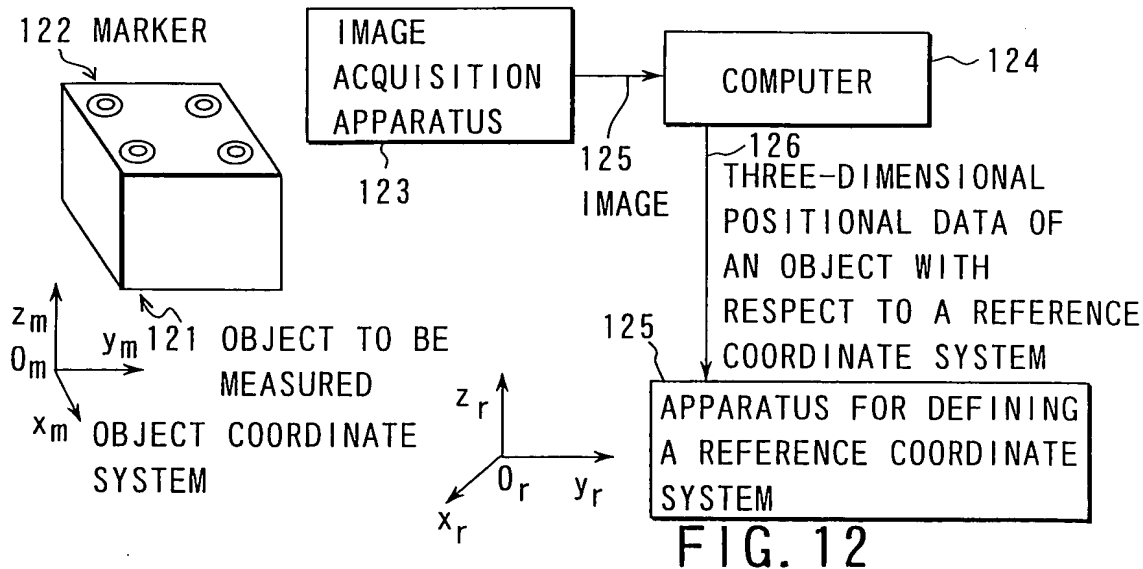 122 MARKER
IMAGE
ACQUISITION
APPARATUS
123
125
IMAGE
COMPUTER
124
126
THREE-DIMENSIONAL
POSITIONAL DATA OF
AN OBJECT WITH
RESPECT TO A REFERENCE
COORDINATE SYSTEM
121 OBJECT TO BE
MEASURED
zm
0m
ym
xm
OBJECT COORDINATE
SYSTEM
zr
0r
yr
xr
125
APPARATUS FOR DEFINING
A REFERENCE COORDINATE
SYSTEM
FIG. 12